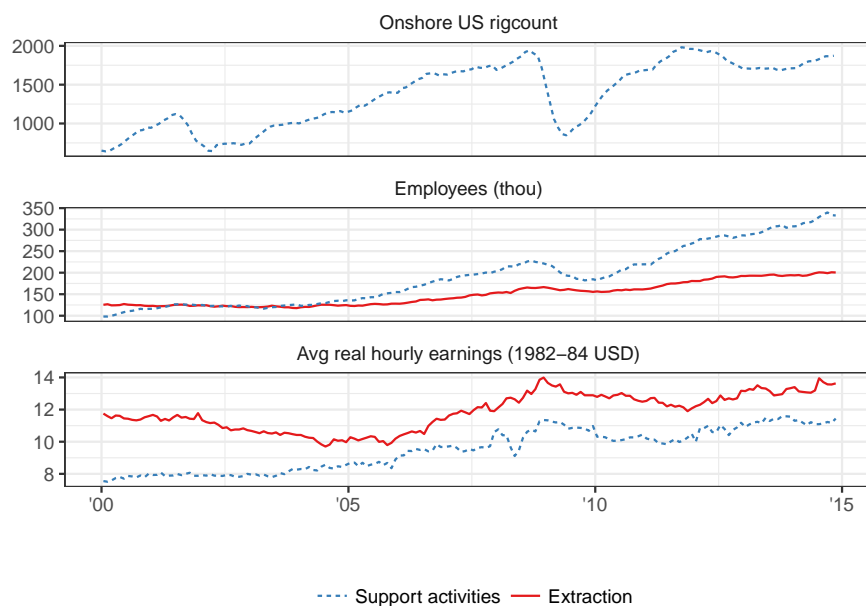 Onshore US rigcount
2000
1500
1000
Employees (thou)
350
300
250
200
150
100
Avg real hourly earnings (1982–84 USD)
14
12
10
8
'00 '05 '10 '15
Support activities Extraction